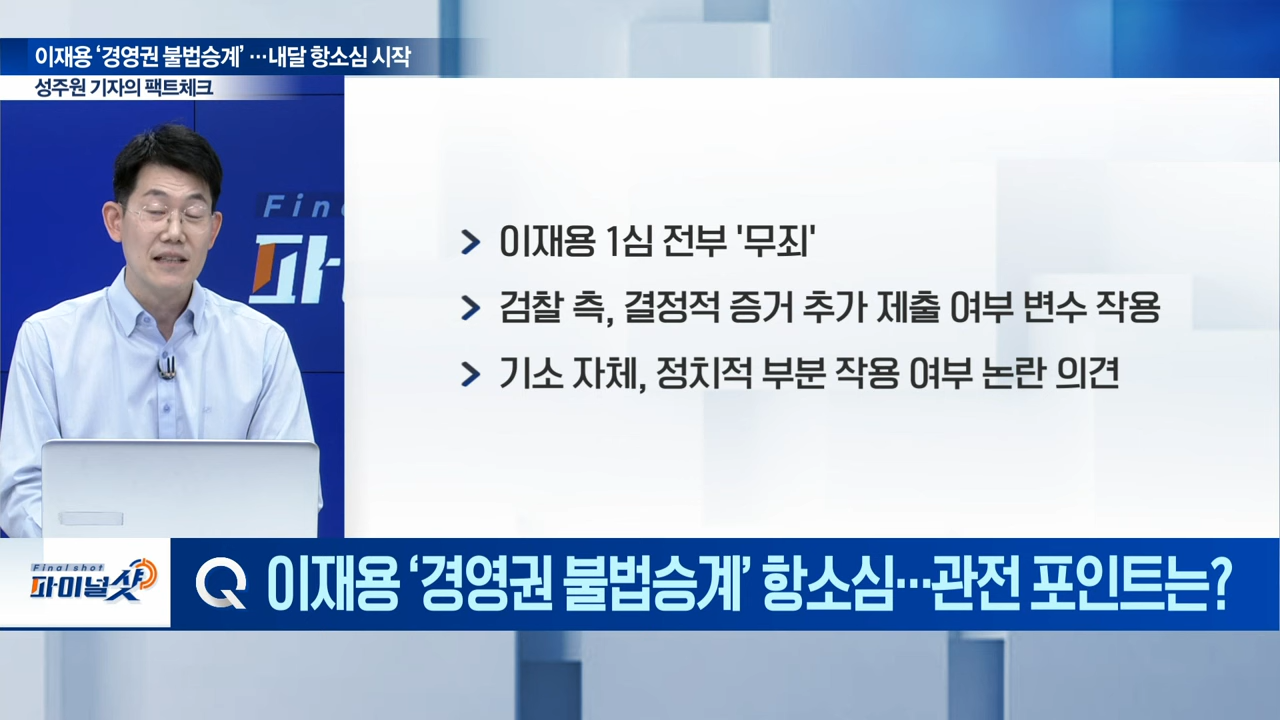 이재용 ‘경영권 불법승계’…내달 항소심 시작
성주원 기자의 팩트체크
Fin
파
이재용 1심 전부 '무죄'
검찰 측, 결정적 증거 추가 제출 여부 변수 작용
기소 자체, 정치적 부분 작용 여부 논란 의견
Final shot
파이널샷
Q 이재용 ‘경영권 불법승계’ 항소심…관전 포인트는?